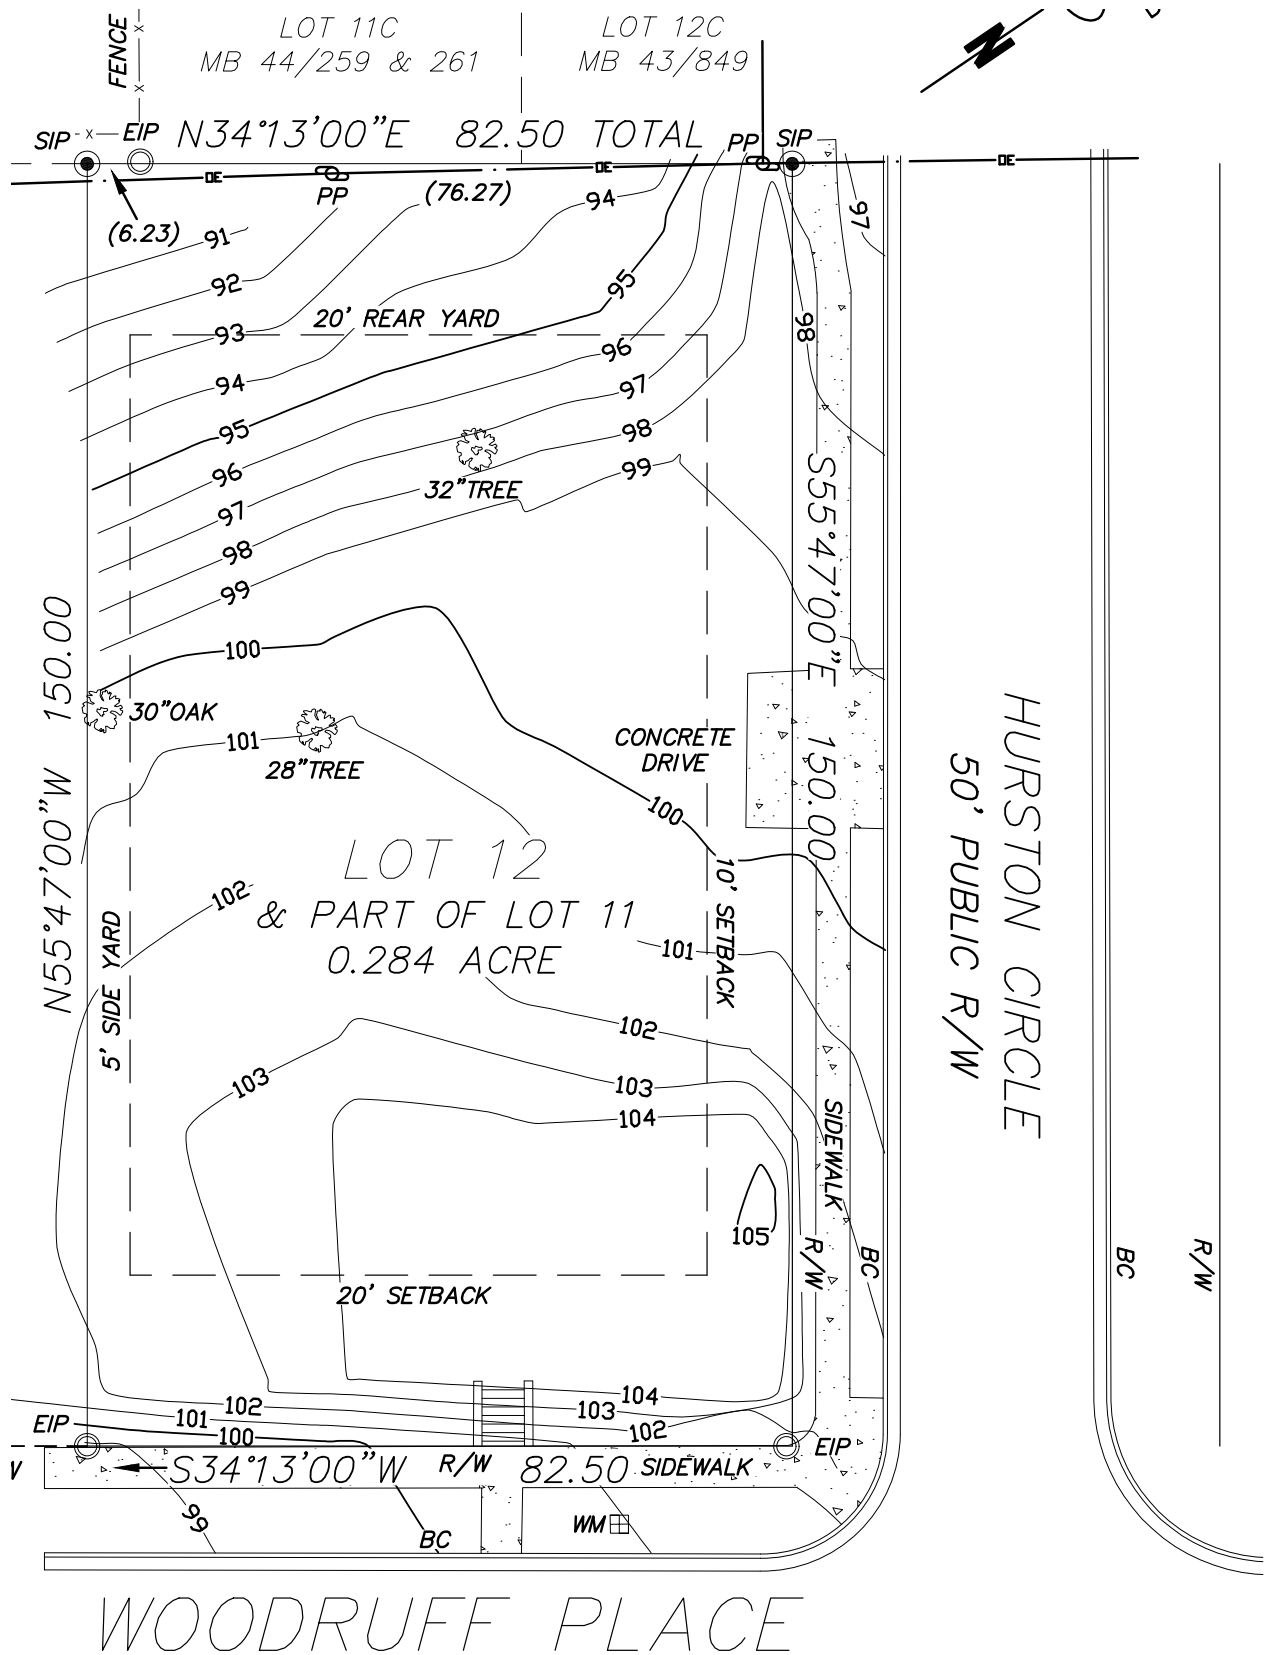 FENCE
LOT 11C
MB 44/259 & 261
LOT 12C
MB 43/849
N
SIP
EIP
N34°13'00"E 82.50 TOTAL
PP
SIP
OE
OE
OE
PP
(76.27)
(6.23)
94
97
91
92
95
93
20' REAR YARD
98
96
94
97
95
98
96
99
32"TREE
97
98
99
S55°47'00"E 150.00
N55°47'00"W 150.00
100
30"OAK
101
28"TREE
CONCRETE
DRIVE
100
HURSTON CIRCLE
50' PUBLIC R/W
LOT 12
& PART OF LOT 11
0.284 ACRE
102
101
10' SETBACK
5' SIDE YARD
102
103
103
104
SIDEWALK
105
R/W
BC
BC
R/W
20' SETBACK
104
103
102
102
101
100
EIP
EIP
S34°13'00"W 82.50
R/W
SIDEWALK
99
BC
WM
WOODRUFF PLACE